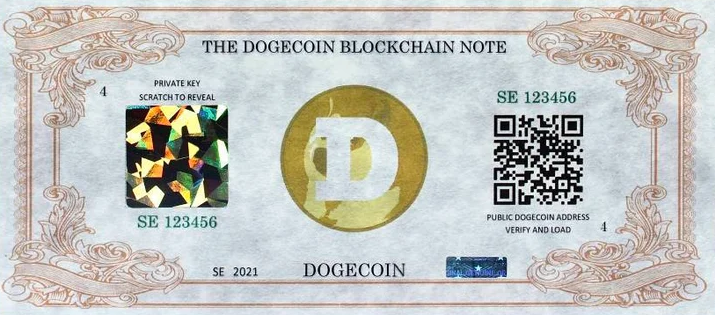 THE DOGECOIN BLOCKCHAIN NOTE
4
PRIVATE KEY
SCRATCH TO REVEAL
SE 123456
D
SE 123456
PUBLIC DOGECOIN ADDRESS
VERIFY AND LOAD
4
SE 2021
DOGECOIN